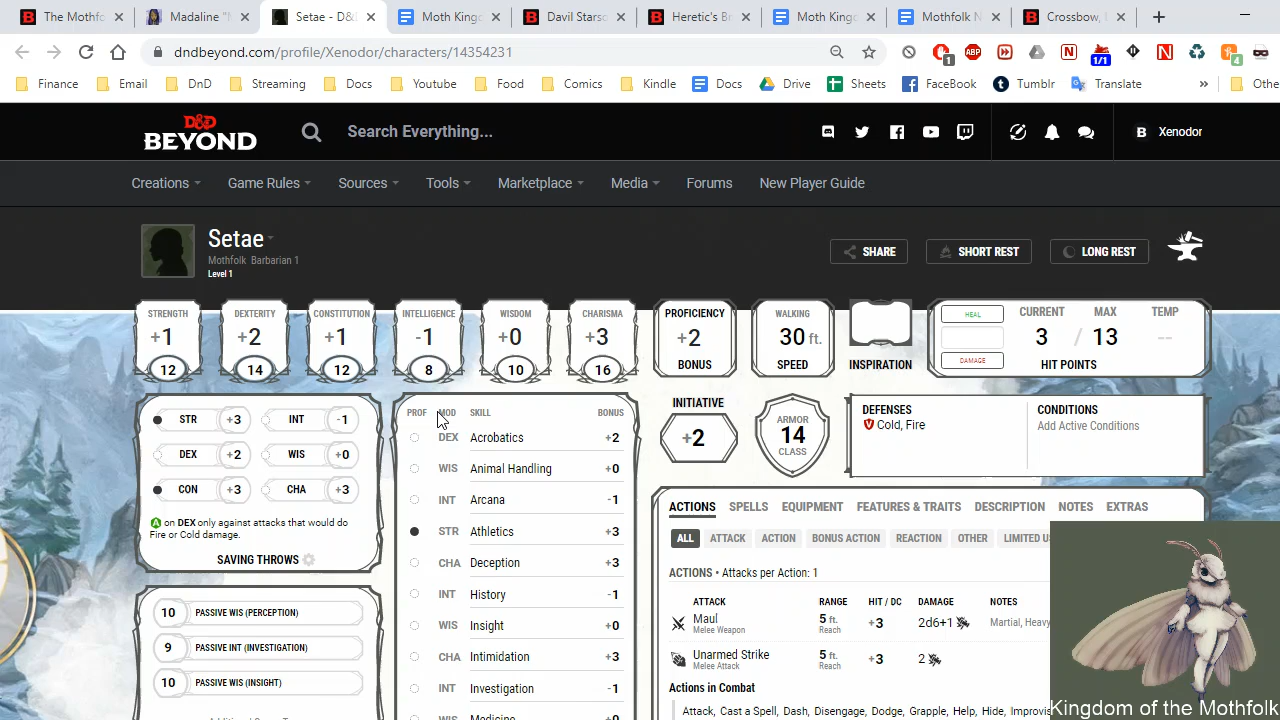 The Mothfolk
Madame "
Setae - D&
Moth King
Davil Stars
Heretic's B
Moth King
Mothfolk N
Crossbow,
dndbeyond.com/profile/Xenodor/characters/14354231
1
ABP
N
1/1
N
4
Finance
Email
DnD
Streaming
Docs
Youtube
Food
Comics
Kindle
Docs
Drive
Sheets
FaceBook
Tumblr
Translate
»
Othe
D&D
BEYOND
Search Everything...
Xenodor
Creations
Game Rules
Sources
Tools
Marketplace
Media
Forums
New Player Guide
Setae
Mothfolk Barbarian 1
Level 1
SHARE
SHORT REST
LONG REST
STRENGTH
+1
12
DEXTERITY
+2
14
CONSTITUTION
+1
12
INTELLIGENCE
-1
8
WISDOM
+0
10
CHARISMA
+3
16
PROFICIENCY
+2
BONUS
WALKING
30 ft.
SPEED
INSPIRATION
HEAL
DAMAGE
CURRENT
3
/
MAX
13
TEMP
--
HIT POINTS
STR +3
INT -1
DEX +2
WIS +0
CON +3
CHA +3
on DEX only against attacks that would do
Fire or Cold damage.
SAVING THROWS
10 PASSIVE WIS (PERCEPTION)
9 PASSIVE INT (INVESTIGATION)
10 PASSIVE WIS (INSIGHT)
PROF MOD SKILL BONUS
DEX Acrobatics +2
WIS Animal Handling +0
INT Arcana -1
STR Athletics +3
CHA Deception +3
INT History -1
WIS Insight +0
CHA Intimidation +3
INT Investigation -1
WIS Medicine +0
INITIATIVE
+2
ARMOR
14
CLASS
DEFENSES
Cold, Fire
CONDITIONS
Add Active Conditions
ACTIONS
SPELLS
EQUIPMENT
FEATURES & TRAITS
DESCRIPTION
NOTES
EXTRAS
ALL
ATTACK
ACTION
BONUS ACTION
REACTION
OTHER
LIMITED U
ACTIONS • Attacks per Action: 1
ATTACK RANGE HIT / DC DAMAGE NOTES
Maul 5 ft. +3 2d6+1 Martial, Heavy
Melee Weapon Reach
Unarmed Strike 5 ft. +3 2
Melee Attack Reach
Actions in Combat
Attack, Cast a Spell, Dash, Disengage, Dodge, Grapple, Help, Hide, Improvis
Kingdom of the Mothfolk